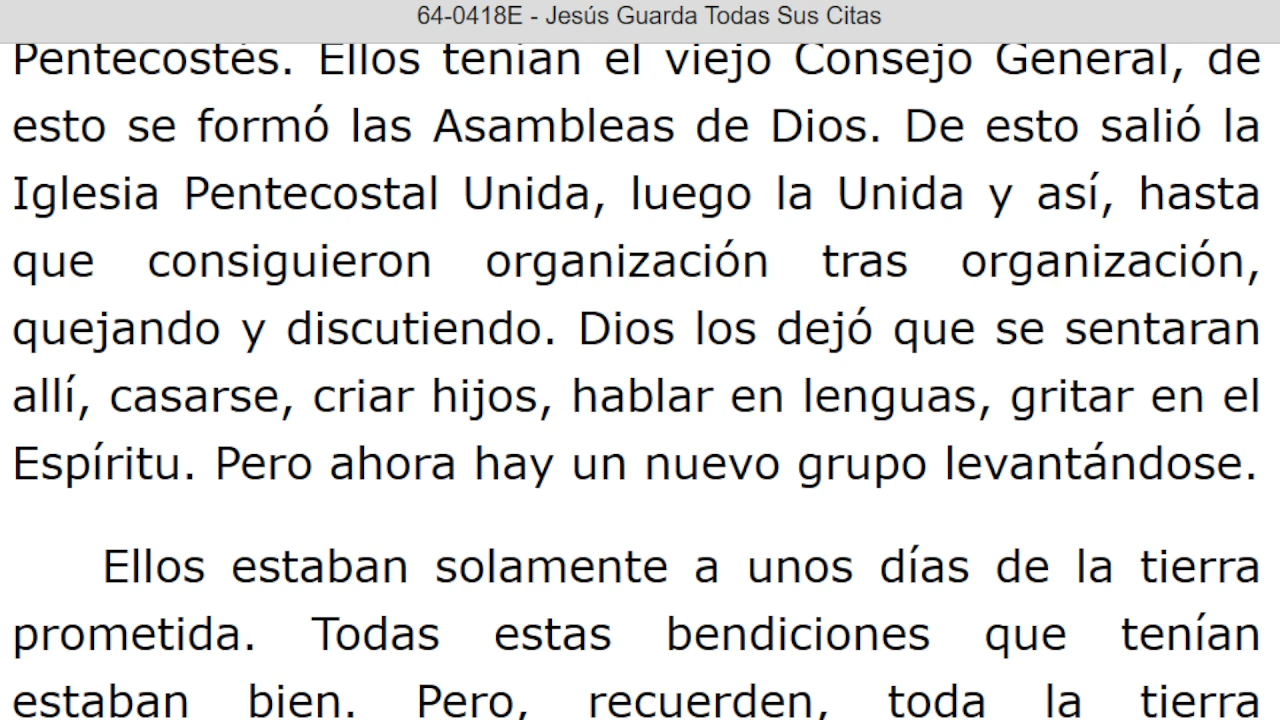 64-0418E - Jesús Guarda Todas Sus Citas
Pentecostés. Ellos tenían el viejo Consejo General, de
esto se formó las Asambleas de Dios. De esto salió la
Iglesia Pentecostal Unida, luego la Unida y así, hasta
que consiguieron organización tras organización,
quejando y discutiendo. Dios los dejó que se sentaran
allí, casarse, criar hijos, hablar en lenguas, gritar en el
Espíritu. Pero ahora hay un nuevo grupo levantándose.
Ellos estaban solamente a unos días de la tierra
prometida. Todas estas bendiciones que tenían
estaban bien. Pero, recuerden, toda la tierra